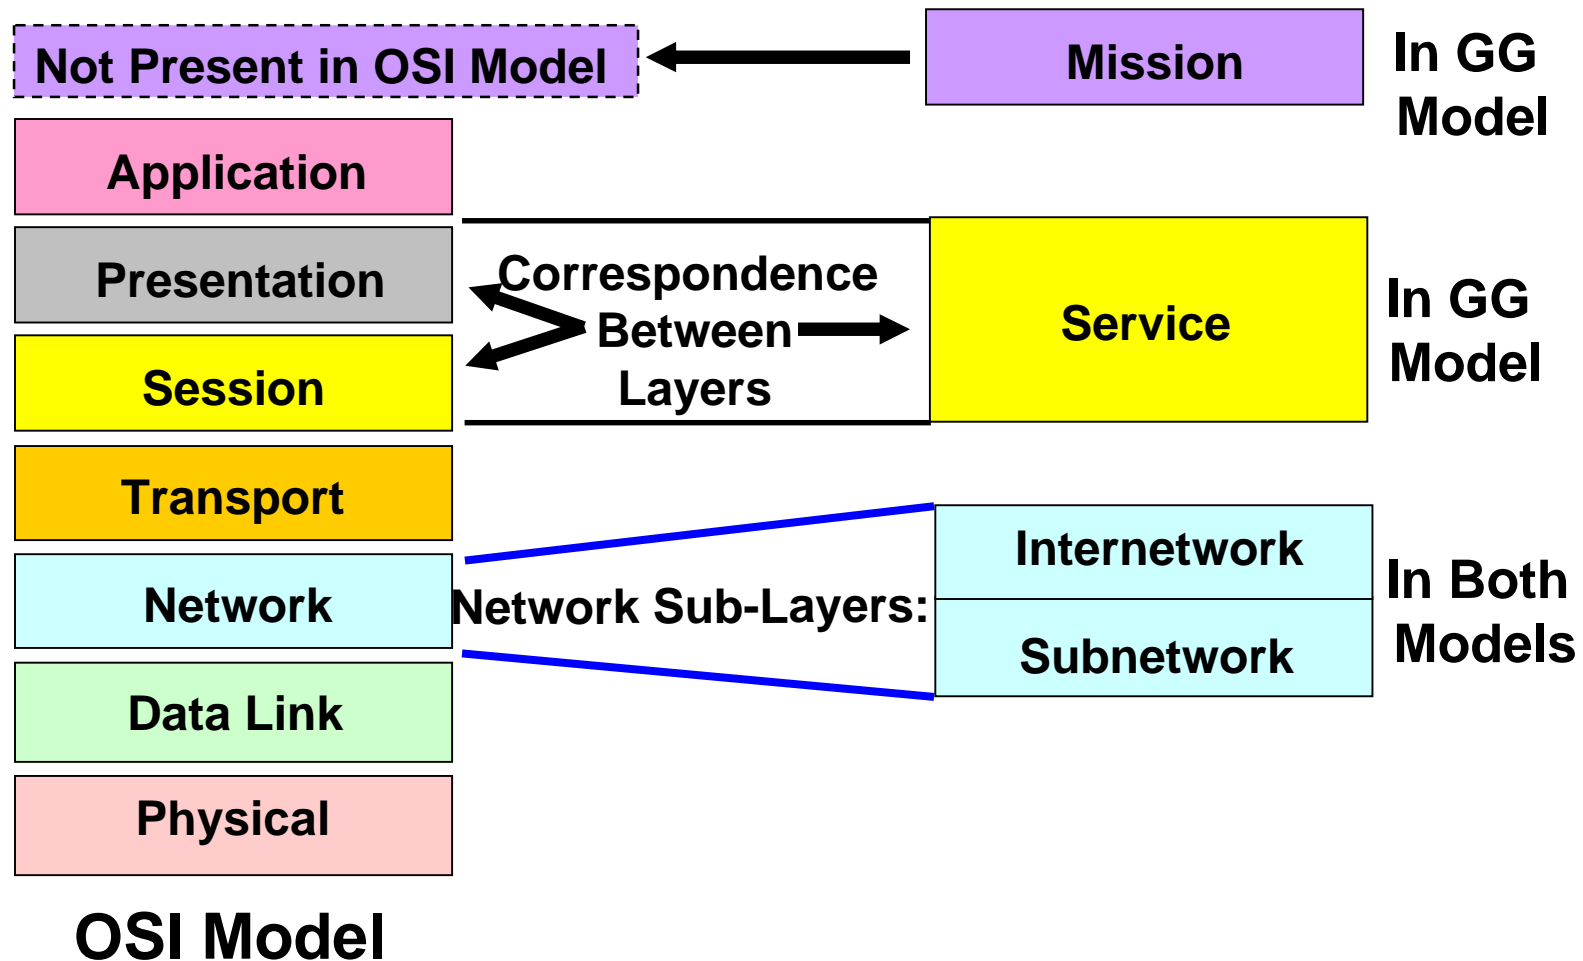 Not Present in OSI Model
Mission
In GG
Model
Application
Presentation
Session
Correspondence
Between
Layers
Service
In GG
Model
Transport
Network
Network Sub-Layers:
Internetwork
Subnetwork
In Both
Models
Data Link
Physical
OSI Model